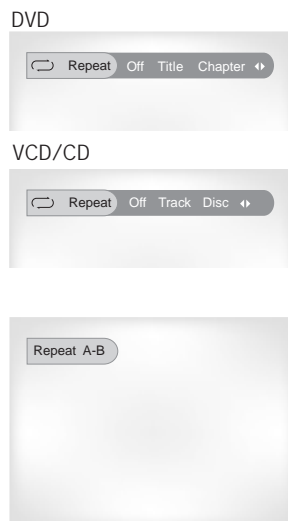 DVD
Repeat Off Title Chapter
VCD/CD
Repeat Off Track Disc
Repeat A-B